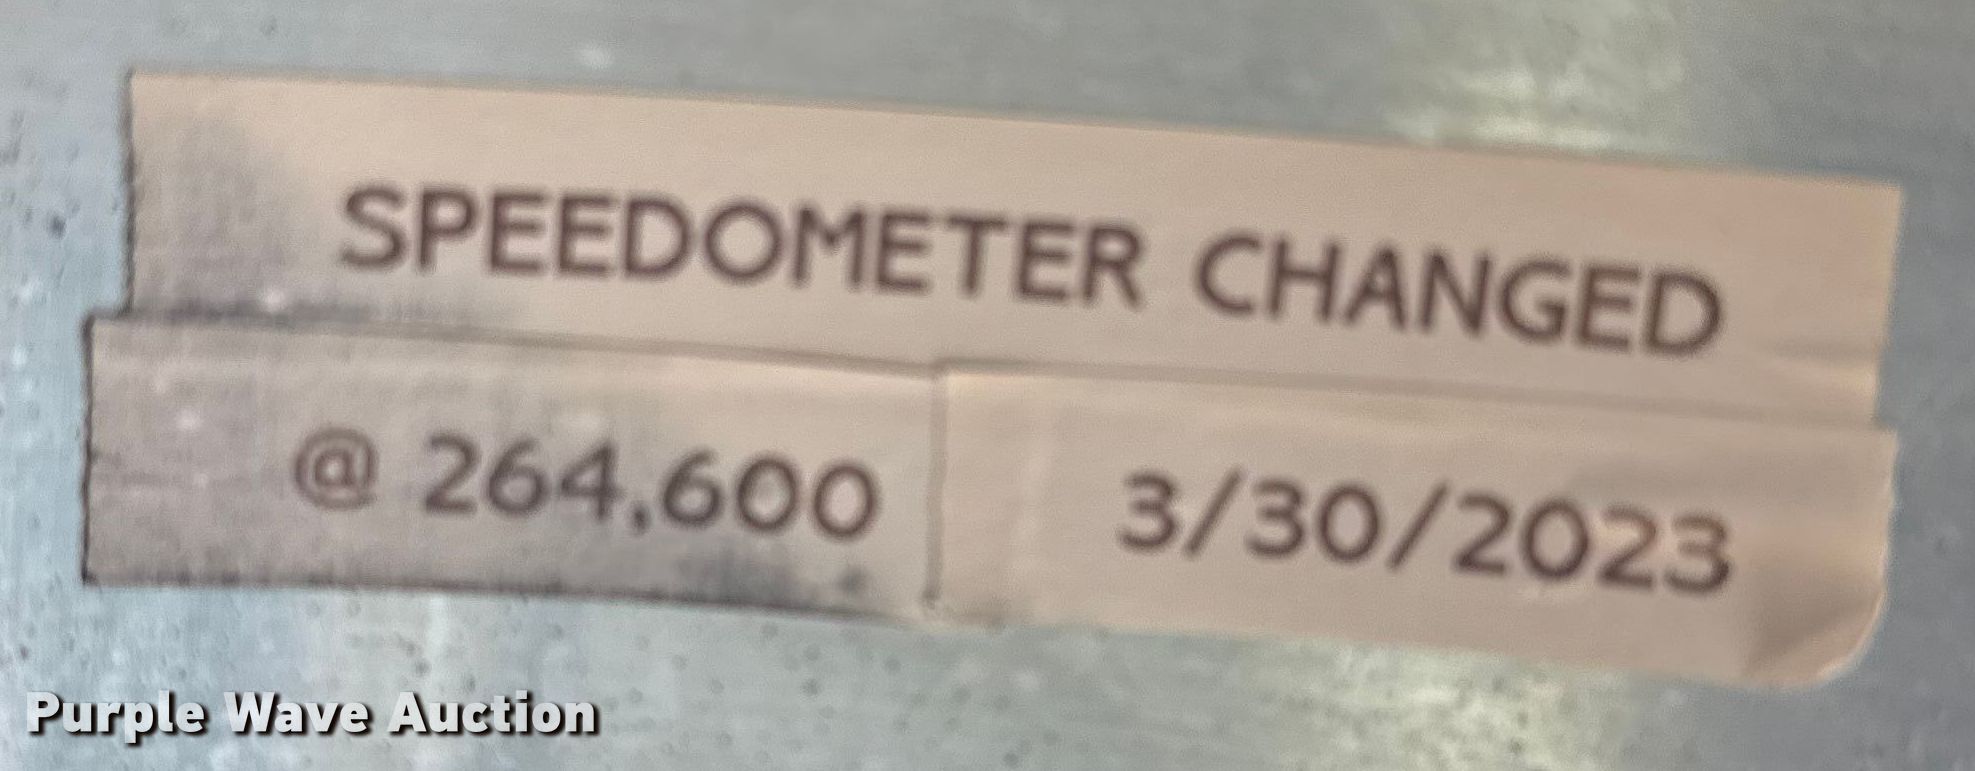 SPEEDOMETER CHANGED
@ 264,600 3/30/2023
Purple Wave Auction